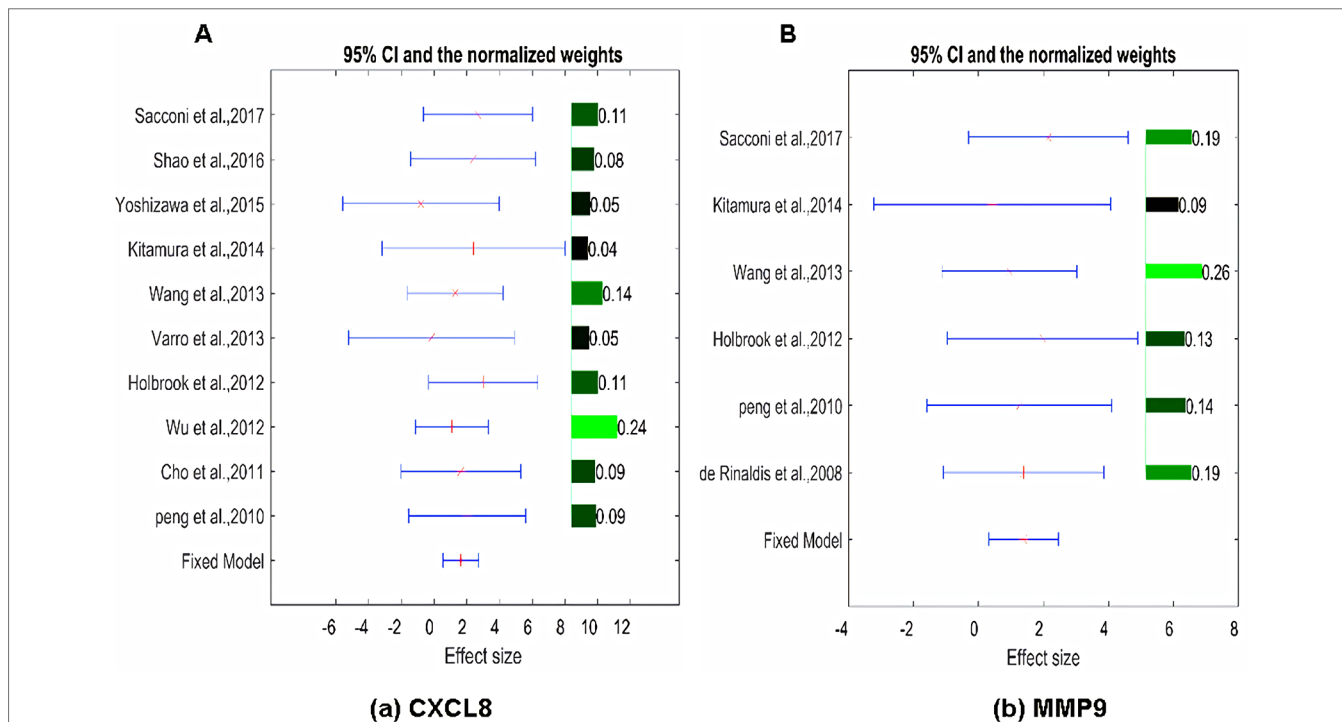 A
95% CI and the normalized weights
Sacconi et al.,2017
0.11
Shao et al.,2016
0.08
Yoshizawa et al.,2015
0.05
Kitamura et al.,2014
0.04
Wang et al.,2013
0.14
Varro et al.,2013
0.05
Holbrook et al.,2012
0.11
Wu et al.,2012
0.24
Cho et al.,2011
0.09
peng et al.,2010
0.09
Fixed Model
-6 -4 -2 0 2 4 6 8 10 12
Effect size
(a) CXCL8
B
95% CI and the normalized weights
Sacconi et al.,2017
0.19
Kitamura et al.,2014
0.09
Wang et al.,2013
0.26
Holbrook et al.,2012
0.13
peng et al.,2010
0.14
de Rinaldis et al.,2008
0.19
Fixed Model
-4 -2 0 2 4 6 8
Effect size
(b) MMP9